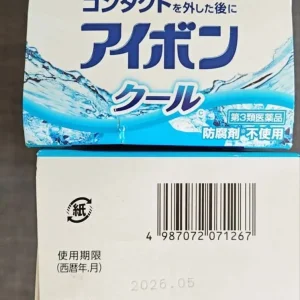 コンタクトを外した後に
アイボン
クール
第3類医薬品
防腐剤 不使用
紙
4 987072 071267
使用期限
(西暦年,月)
2026.05